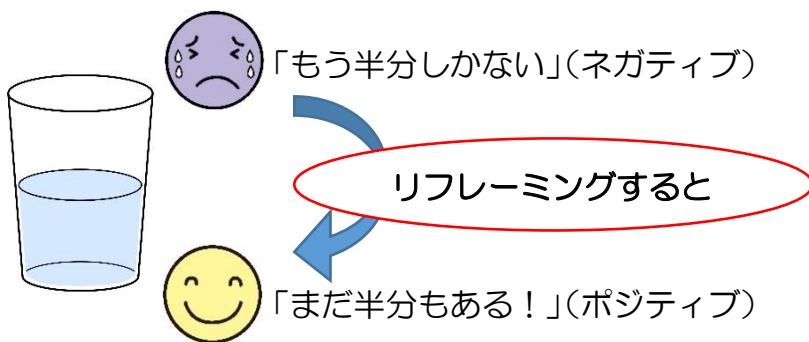 「もう半分しかない」（ネガティブ）
リフレーミングすると
「まだ半分もある！」（ポジティブ）